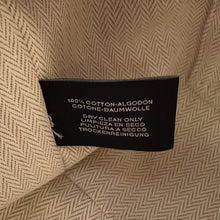 100% COTTON-ALGODON
COTONE-BAUMWOLLE
DRY CLEAN ONLY
LIMPIEZA EN SECO
PULITURA A SECCO
TROCKENREINIGUNG